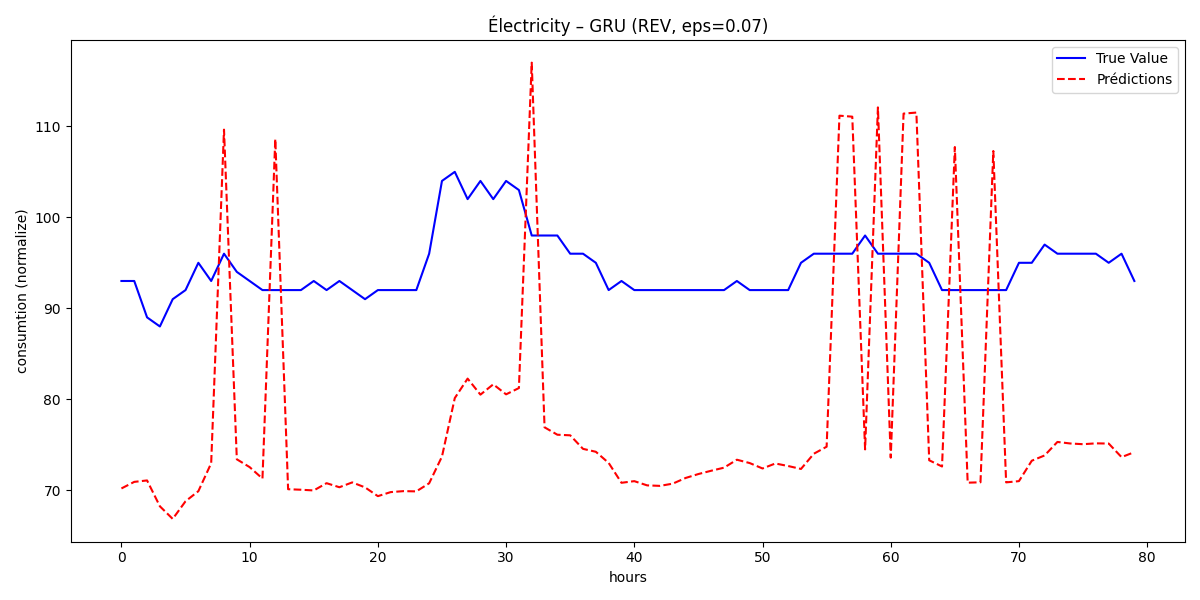 Électricity – GRU (REV, eps=0.07)
True Value
Prédictions
110
100
90
80
70
consumtion (normalize)
0 10 20 30 40 50 60 70 80
hours